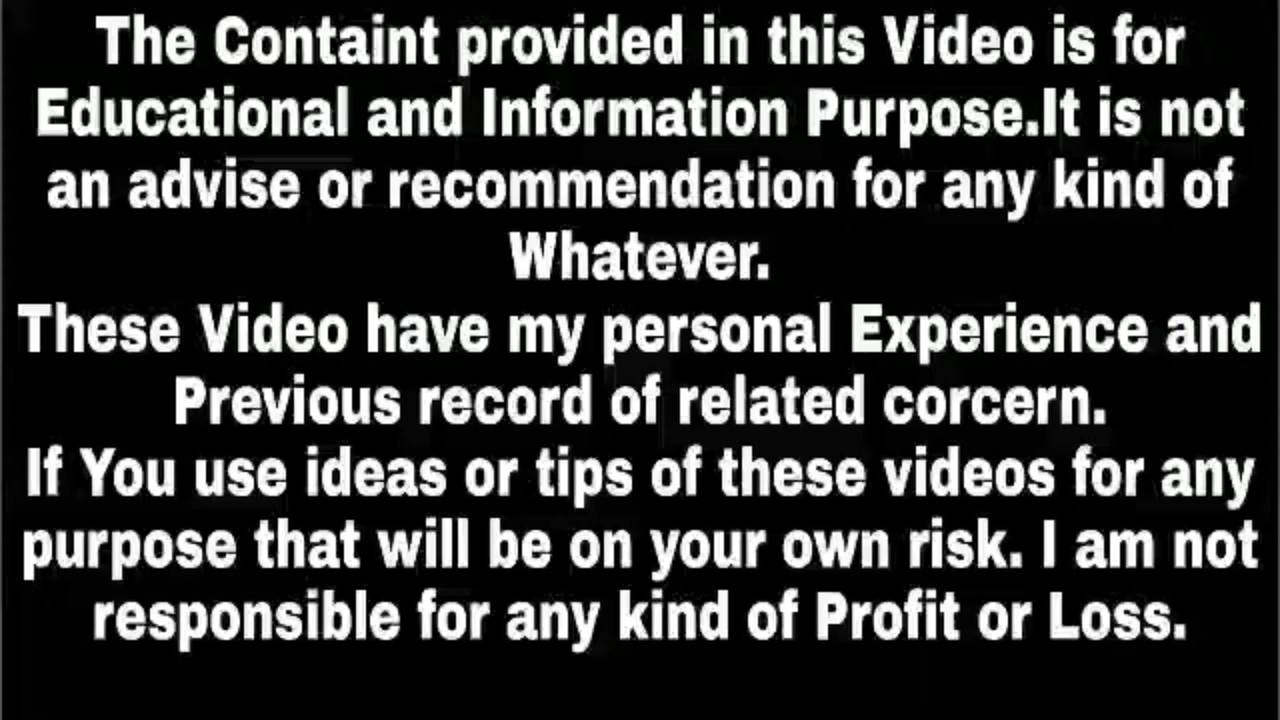 The Containt provided in this Video is for
Educational and Information Purpose.It is not
an advise or recommendation for any kind of
Whatever.
These Video have my personal Experience and
Previous record of related corcern.
If You use ideas or tips of these videos for any
purpose that will be on your own risk. I am not
responsible for any kind of Profit or Loss.